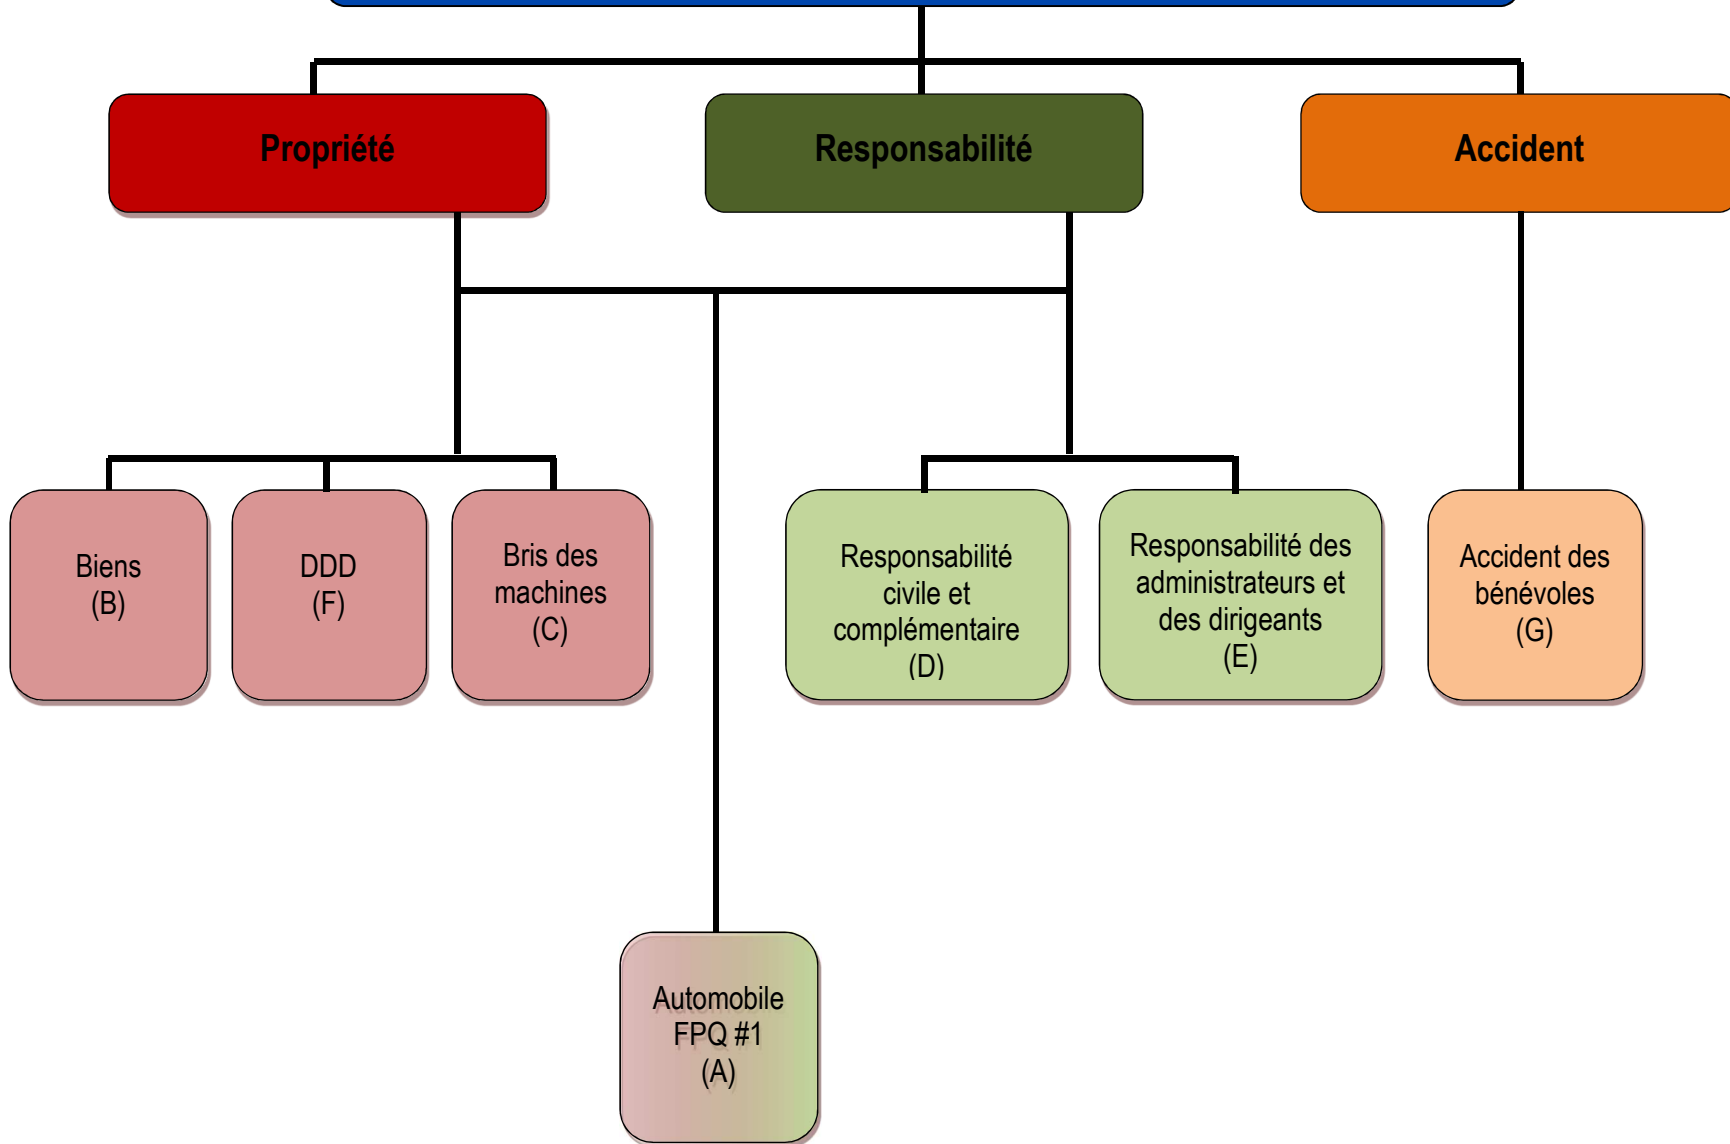 Propriété
Responsabilité
Accident
Biens
(B)
DDD
(F)
Bris des
machines
(C)
Responsabilité
civile et
complémentaire
(D)
Responsabilité des
administrateurs et
des dirigeants
(E)
Accident des
bénévoles
(G)
Automobile
FPQ #1
(A)